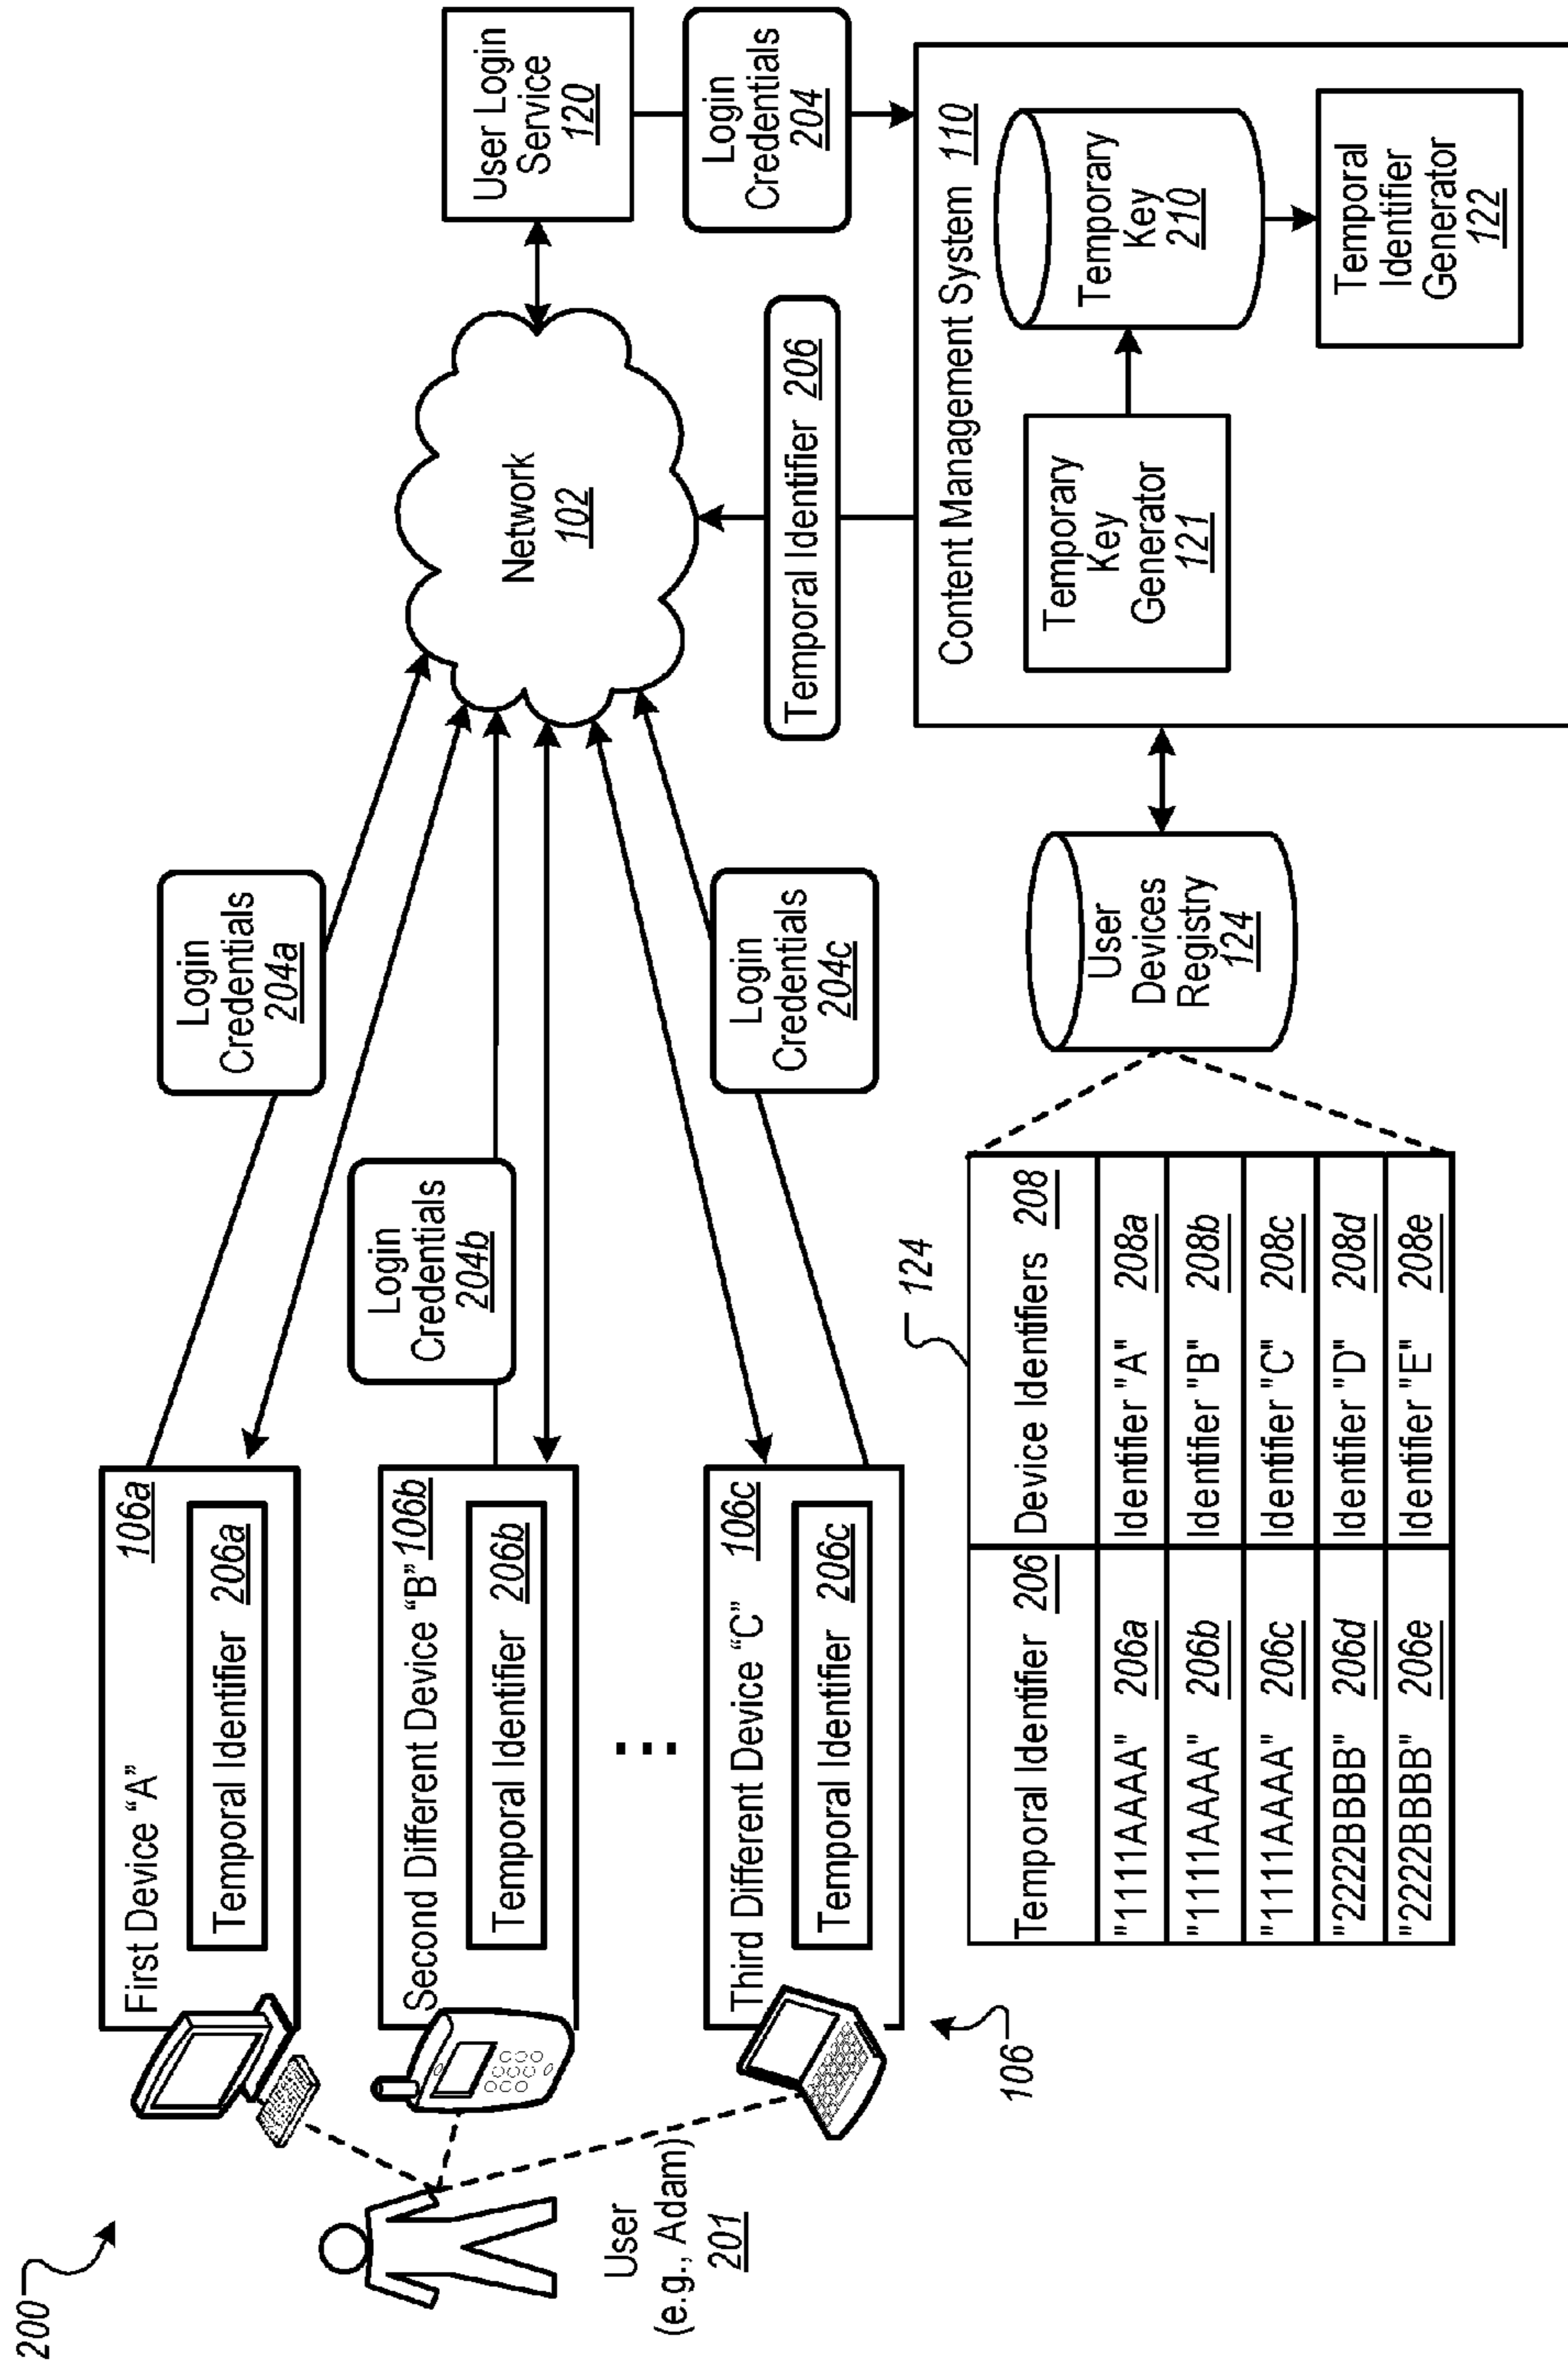 200
User
(e.g., Adam)
201
First Device “A”
106a
Temporal Identifier 206a
Second Different Device “B” 106b
Temporal Identifier 206b
...
Third Different Device “C”
106c
Temporal Identifier 206c
106
Login
Credentials
204a
Login
Credentials
204b
Login
Credentials
204c
Network
102
User Login
Service
120
Login
Credentials
204
Temporal Identifier 206
Content Management System 110
Temporary
Key
Generator
121
Temporary
Key
210
Temporal
Identifier
Generator
122
User
Devices
Registry
124
124
Temporal Identifier 206 Device Identifiers 208
"1111AAAA" 206a Identifier "A" 208a
"1111AAAA" 206b Identifier "B" 208b
"1111AAAA" 206c Identifier "C" 208c
"2222BBBB" 206d Identifier "D" 208d
"2222BBBB" 206e Identifier "E" 208e